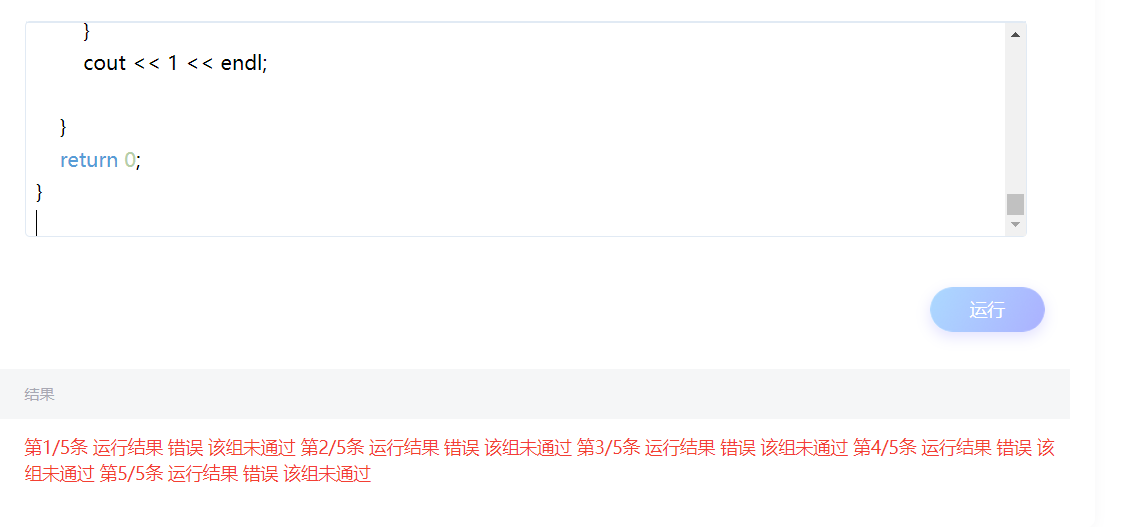 }
cout << 1 << endl;
}
return 0;
}
运行
结果
第1/5条 运行结果 错误 该组未通过 第2/5条 运行结果 错误 该组未通过 第3/5条 运行结果 错误 该组未通过 第4/5条 运行结果 错误 该
组未通过 第5/5条 运行结果 错误 该组未通过